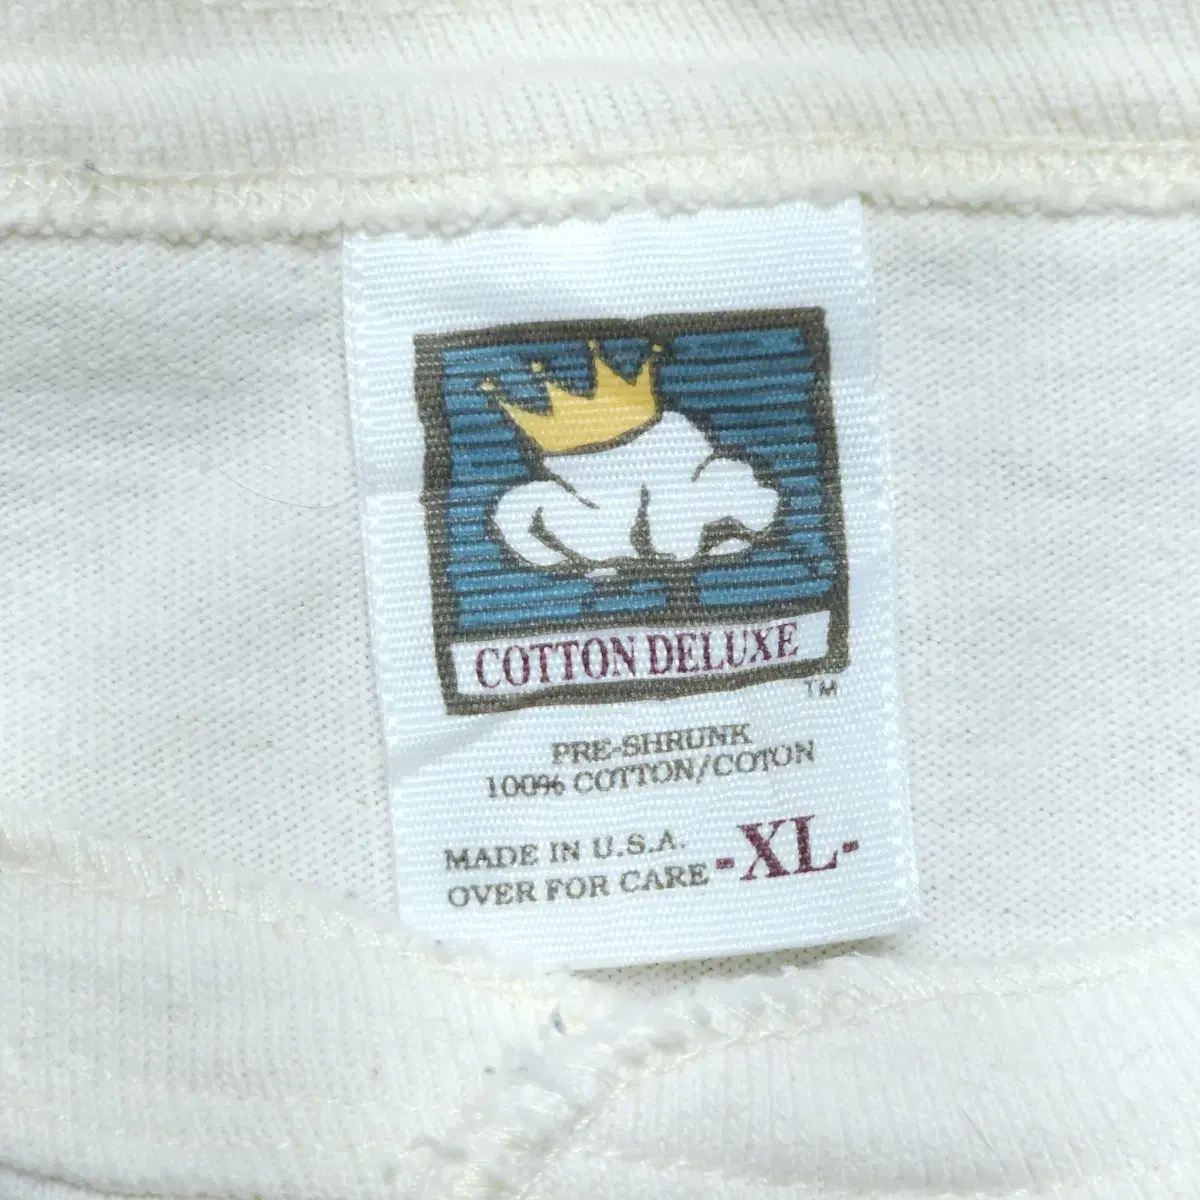 COTTON DELUXE
TM
PRE-SHRUNK
100% COTTON/COTON
MADE IN U.S.A.
OVER FOR CARE -XL-